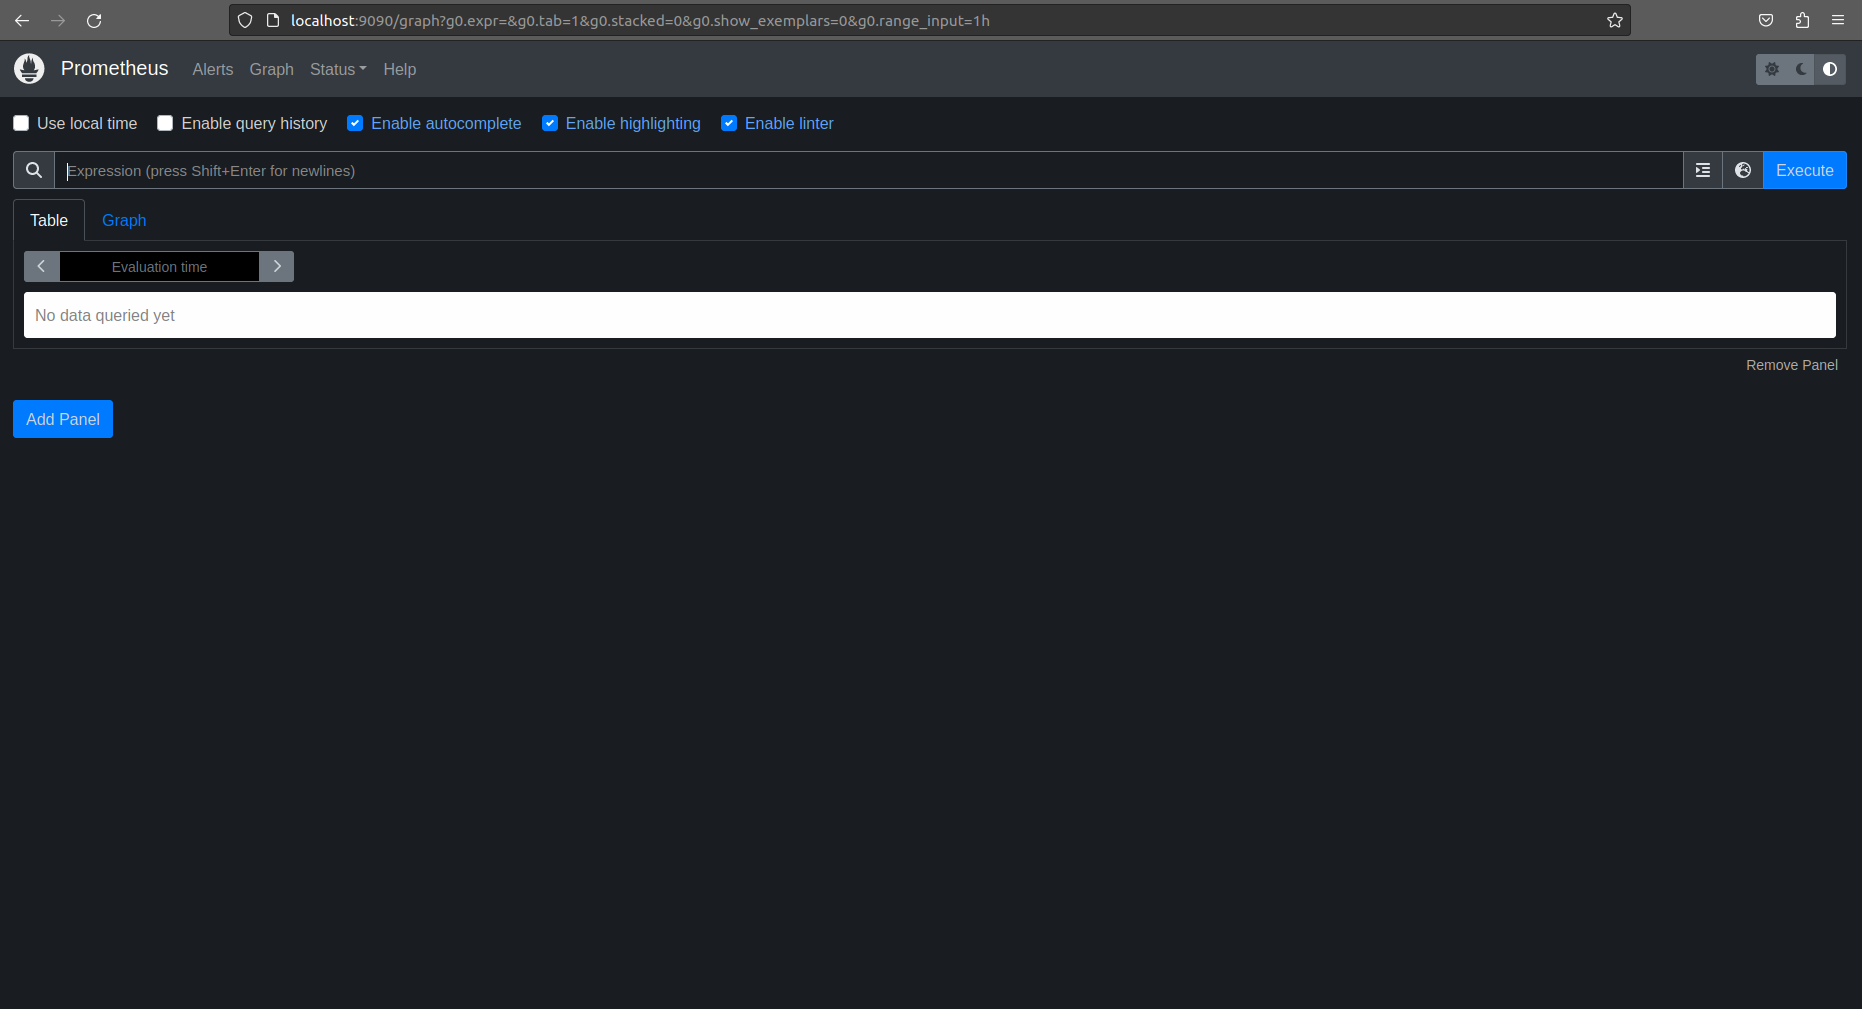 localhost:9090/graph?g0.expr=&g0.tab=1&g0.stacked=0&g0.show_exemplars=0&g0.range_input=1h
Prometheus Alerts Graph Status Help
Use local time Enable query history Enable autocomplete Enable highlighting Enable linter
Expression (press Shift+Enter for newlines) Execute
Table Graph
Evaluation time
No data queried yet
Remove Panel
Add Panel